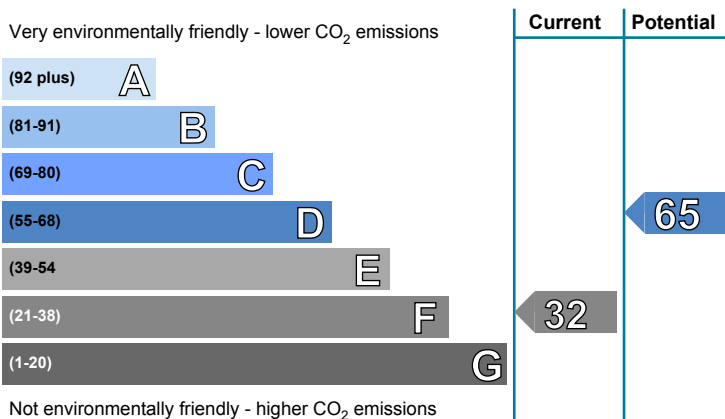 Current Potential
Very environmentally friendly - lower CO2 emissions
(92 plus) A
(81-91) B
(69-80) C
(55-68) D
65
(39-54 E
(21-38) F
32
(1-20) G
Not environmentally friendly - higher CO2 emissions